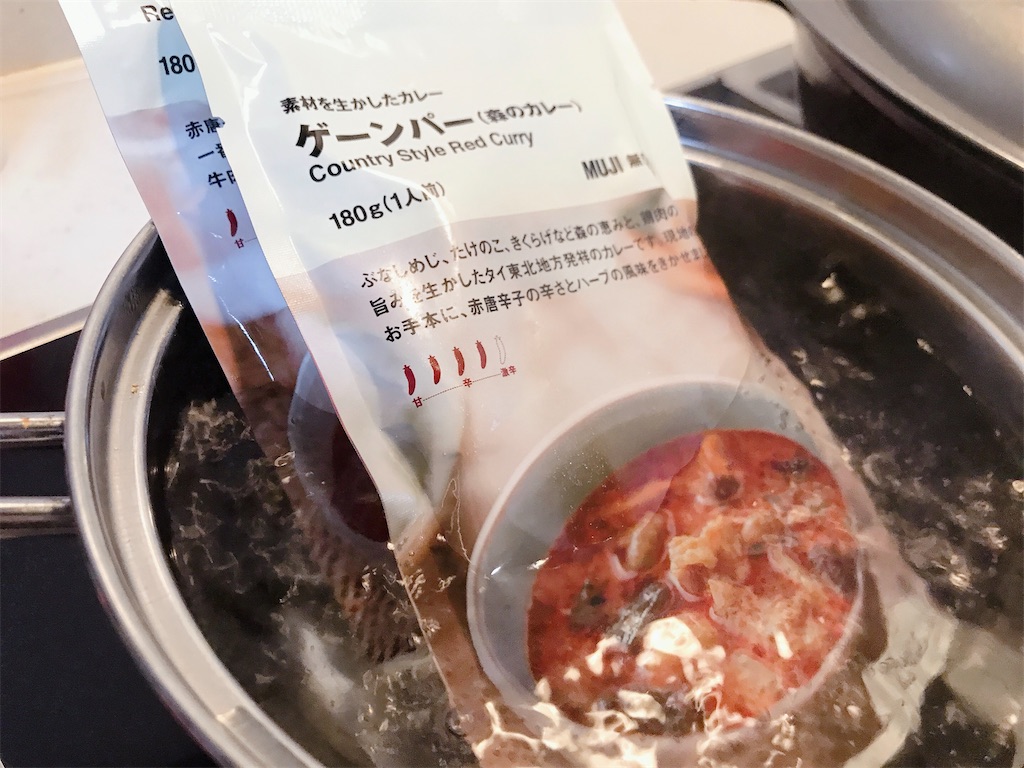 Re
180
赤唐
一番
牛肉
甘
素材を生かしたカレー
ゲーンパー(森のカレー)
Country Style Red Curry
180g(1人前)
MUJI 無印
ぶなしめじ、たけのこ、きくらげなど森の恵みと、鶏肉の
旨みを生かしたタイ東北地方発祥のカレーです。現地
お手本に、赤唐辛子の辛さとハーブの風味をきかせま
甘 辛 激辛